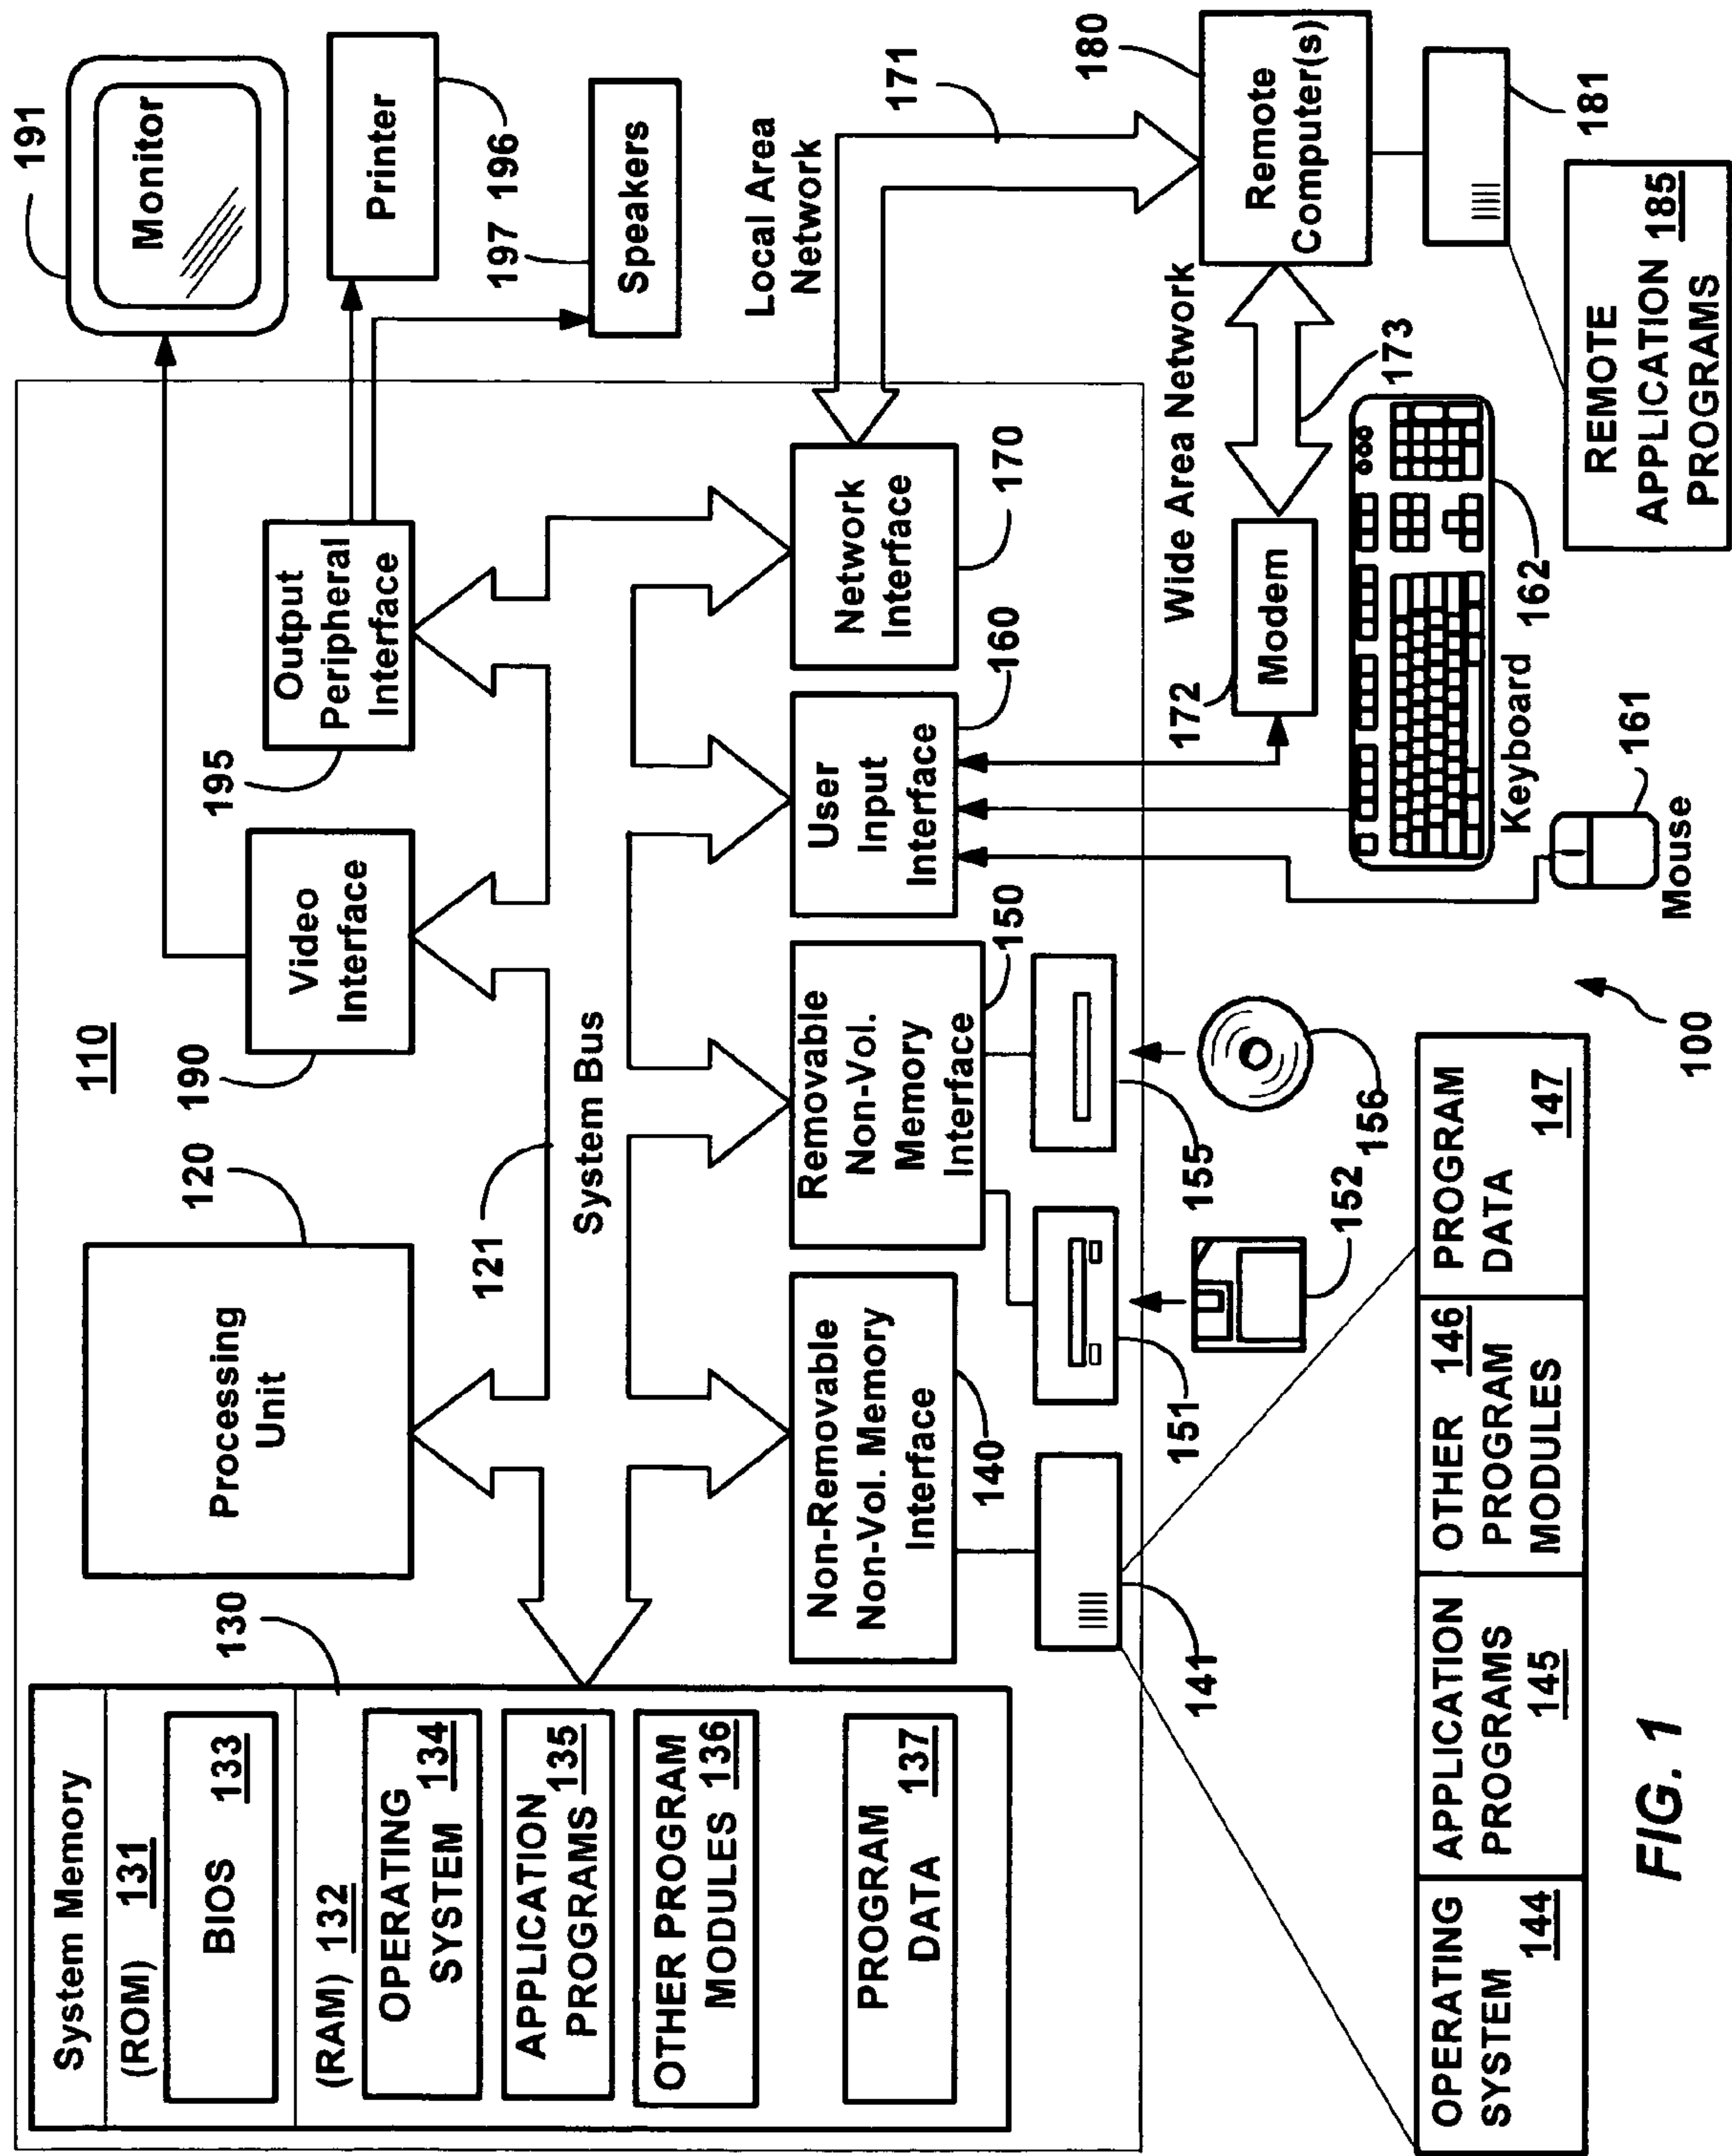 System Memory
(ROM) 131
BIOS 133
(RAM) 132
OPERATING
SYSTEM 134
APPLICATION
PROGRAMS 135
OTHER PROGRAM
MODULES 136
PROGRAM
DATA 137
130
Processing
Unit
120
110
190
Video
Interface
195
Output
Peripheral
Interface
191
Monitor
Printer
197 196
Speakers
121
System Bus
Non-Removable
Non-Vol. Memory
Interface
140
Removable
Non-Vol.
Memory
Interface
150
User
Input
Interface
160
Network
Interface
170
Local Area
Network
171
141
151
155
152
156
172
Modem
Wide Area Network
173
180
Remote
Computer(s)
181
Keyboard
162
Mouse
161
REMOTE
APPLICATION 185
PROGRAMS
OPERATING
SYSTEM 144
APPLICATION
PROGRAMS
145
OTHER 146
PROGRAM
MODULES
PROGRAM
DATA 147
100
FIG. 1